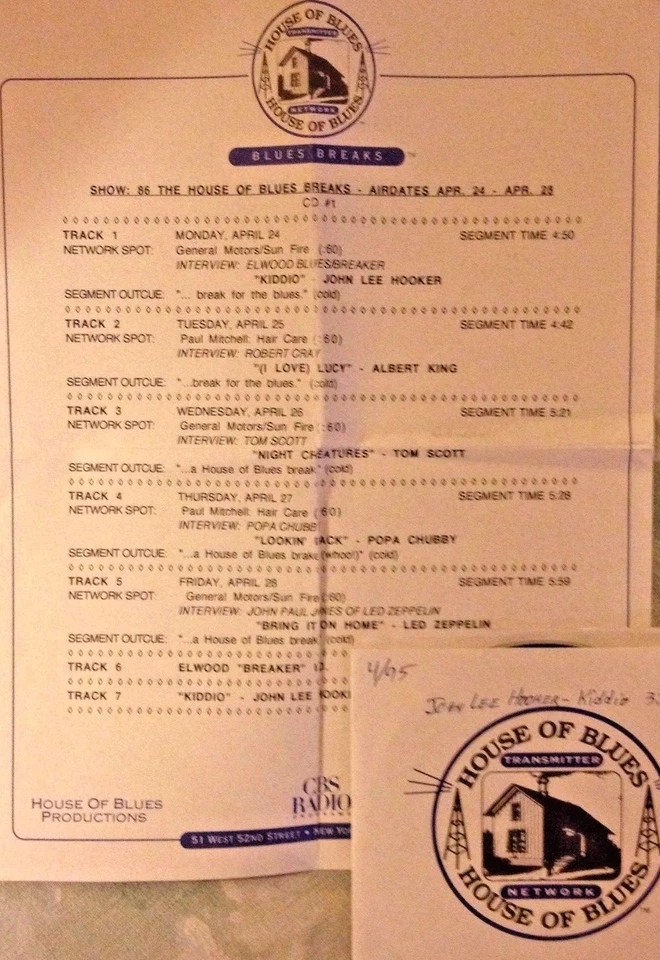 HOUSE OF BLUES
TRANSMITTER
NETWORK
HOUSE OF BLUES
BLUES BREAKS ™
SHOW: 86 THE HOUSE OF BLUES BREAKS - AIRDATES APR. 24 - APR. 28
CD #1
TRACK 1 MONDAY, APRIL 24 SEGMENT TIME 4:50
NETWORK SPOT: General Motors/Sun Fire (:60)
INTERVIEW: ELWOOD BLUES/BREAKER
"KIDDIO" - JOHN LEE HOOKER
SEGMENT OUTCUE: "... break for the blues." (cold)
TRACK 2 TUESDAY, APRIL 25 SEGMENT TIME 4:42
NETWORK SPOT: Paul Mitchell: Hair Care (:60)
INTERVIEW: ROBERT CRAY
"(I LOVE) LUCY" - ALBERT KING
SEGMENT OUTCUE: "...break for the blues." (cold)
TRACK 3 WEDNESDAY, APRIL 26 SEGMENT TIME 5:21
NETWORK SPOT: General Motors/Sun Fire (:60)
INTERVIEW: TOM SCOTT
"NIGHT CREATURES" - TOM SCOTT
SEGMENT OUTCUE: "...a House of Blues break" (cold)
TRACK 4 THURSDAY, APRIL 27 SEGMENT TIME 5:28
NETWORK SPOT: Paul Mitchell: Hair Care (:60)
INTERVIEW: POPA CHUBBY
"LOOKIN' BACK" - POPA CHUBBY
SEGMENT OUTCUE: "...a House of Blues brake (whoo!)" (cold)
TRACK 5 FRIDAY, APRIL 28 SEGMENT TIME 5:59
NETWORK SPOT: General Motors/Sun Fire (:60)
INTERVIEW: JOHN PAUL JONES OF LED ZEPPELIN
"BRING IT ON HOME" - LED ZEPPELIN
SEGMENT OUTCUE: "...a House of Blues break" (cold)
TRACK 6 ELWOOD "BREAKER"
TRACK 7 "KIDDIO" - JOHN LEE HOOK
HOUSE OF BLUES
PRODUCTIONS
CBS
RADIO
51 WEST 52ND STREET • NEW YO
4/95
JOHN LEE HOOKER - Kiddio
HOUSE OF BLUES
TRANSMITTER
NETWORK
HOUSE OF BLUES
™